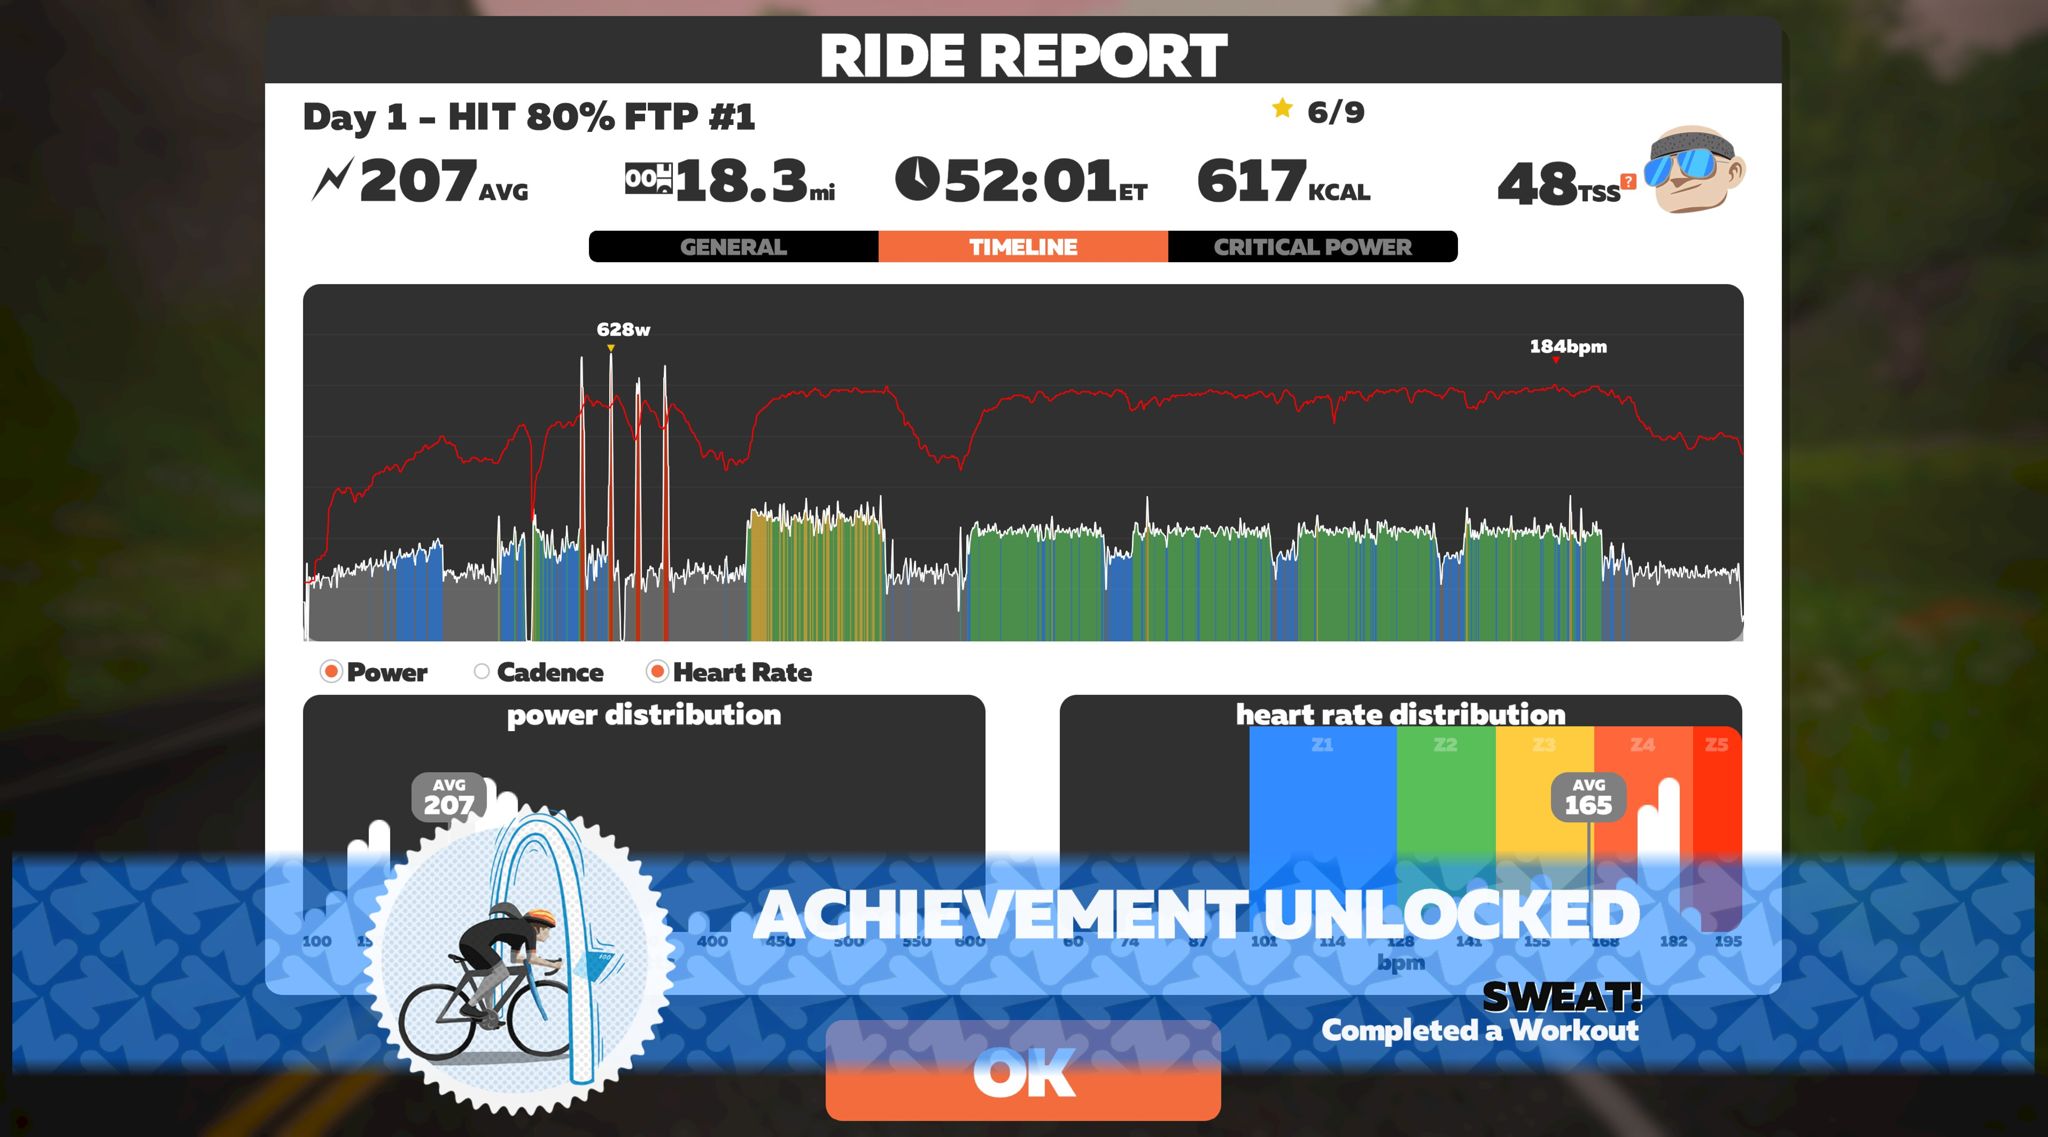 RIDE REPORT
Day 1 - HIT 80% FTP #1
6/9
207 AVG
18.3 mi
52:01 ET
617 KCAL
48 TSS ?
GENERAL
TIMELINE
CRITICAL POWER
628w
184bpm
Power
Cadence
Heart Rate
power distribution
AVG
207
100
400 450 500 550 600
heart rate distribution
Z1 Z2 Z3 Z4 Z5
AVG
165
60 74 87 101 114 128 141 155 168 182 195
bpm
ACHIEVEMENT UNLOCKED
SWEAT!
Completed a Workout
OK